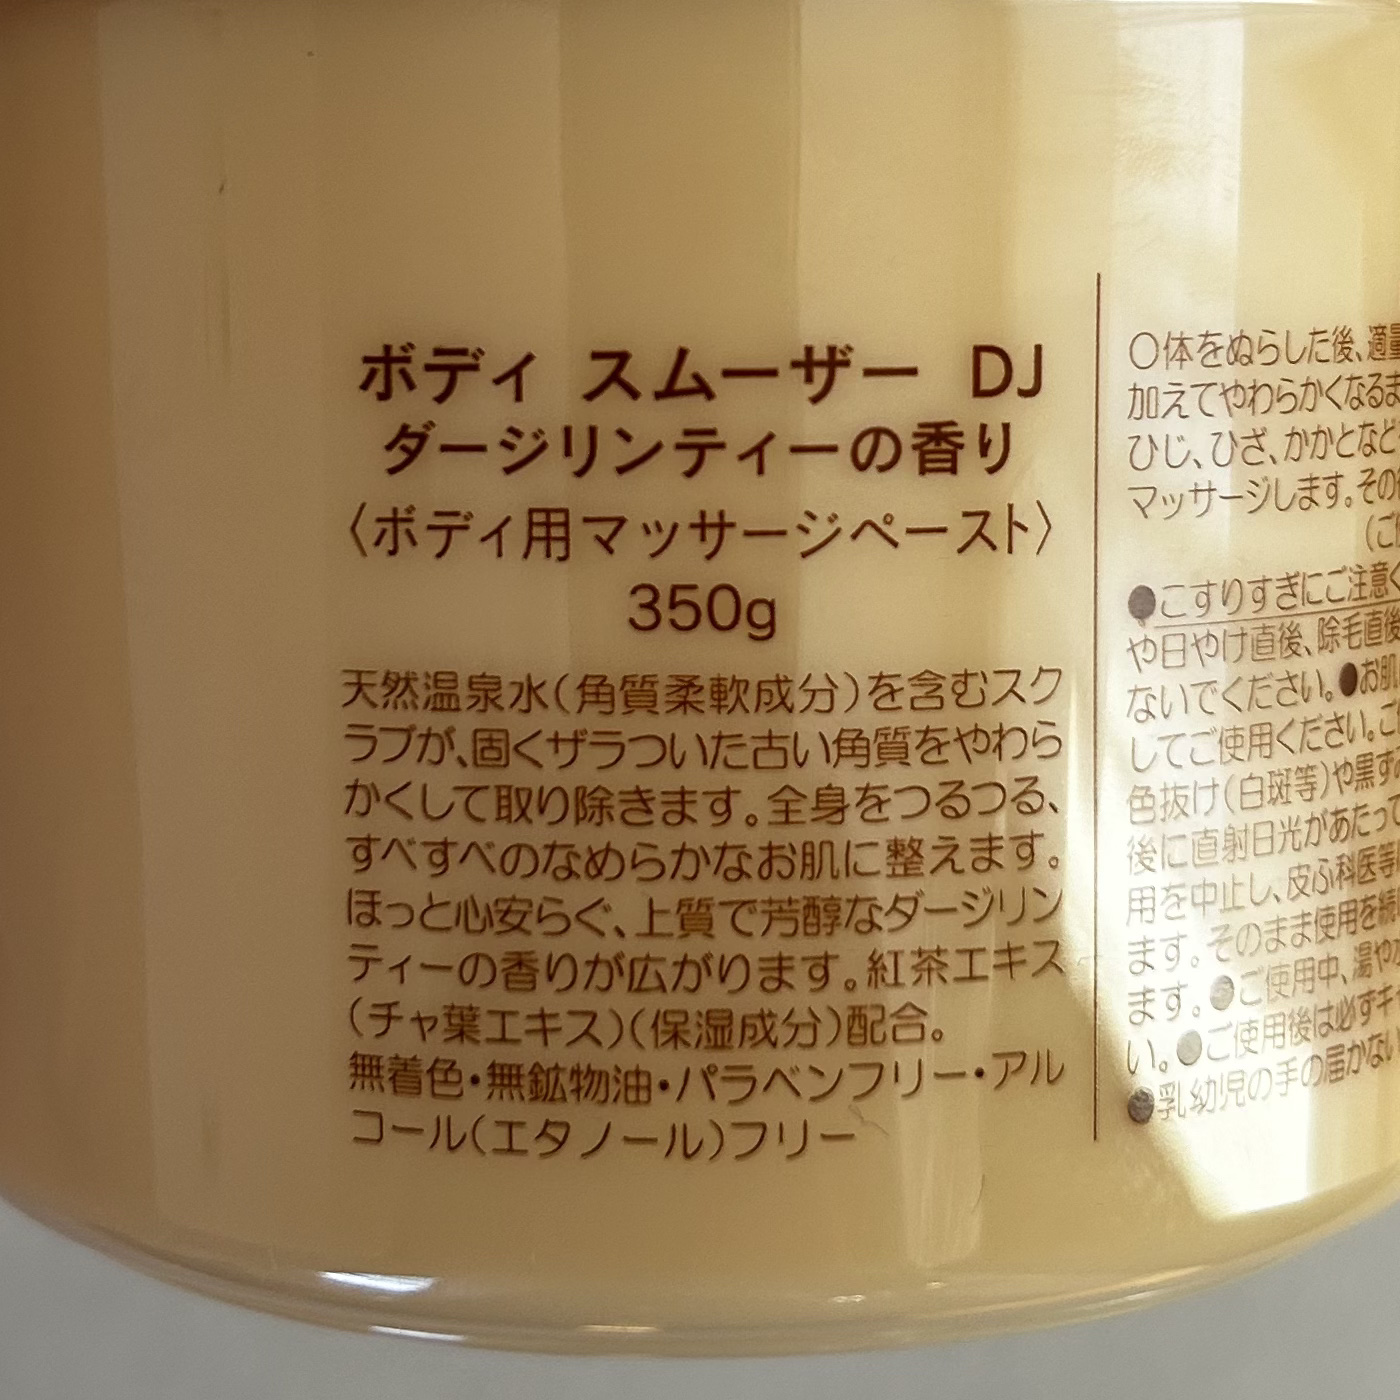 ボディ スムーザー DJ
ダージリンティーの香り
〈ボディ用マッサージペースト〉
350g
天然温泉水(角質柔軟成分)を含むスク
ラブが、固くザラついた古い角質をやわら
かくして取り除きます。全身をつるつる、
すべすべのなめらかなお肌に整えます。
ほっと心安らぐ、上質で芳醇なダージリン
ティーの香りが広がります。紅茶エキス
(チャ葉エキス)(保湿成分)配合。
無着色・無鉱物油・パラベンフリー・アル
コール(エタノール)フリー
○体をぬらした後、適量
加えてやわらかくなるま
ひじ、ひざ、かかとなど
マッサージします。その後
(ご
●こすりすぎにご注意く
や日やけ直後、除毛直後
ないでください。●お肌
してご使用ください。
色抜け(白斑等)や黒ず
後に直射日光があたって
用を中止し、皮ふ科医等
ます。そのまま使用を続
ます。●ご使用中、湯や
い。●ご使用後は必ずキ
●乳幼児の手の届かない